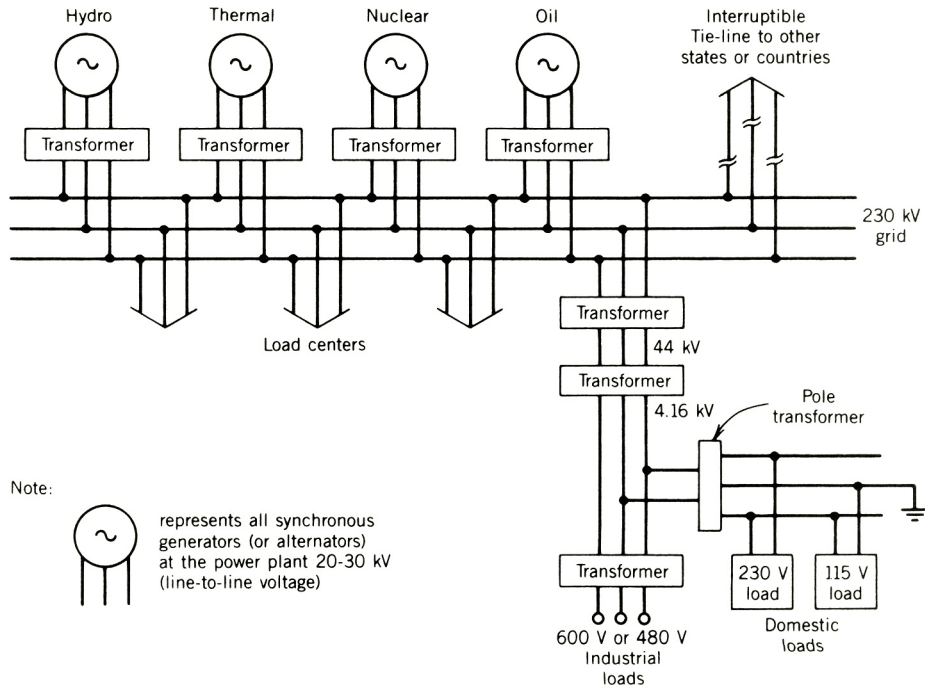 Hydro
Thermal
Nuclear
Oil
Interruptible
Tie-line to other
states or countries
Transformer
Transformer
Transformer
Transformer
230 kV
grid
Load centers
Transformer
44 kV
Transformer
4.16 kV
Pole
transformer
Note:
represents all synchronous
generators (or alternators)
at the power plant 20-30 kV
(line-to-line voltage)
Transformer
230 V
load
115 V
load
600 V or 480 V
Industrial
loads
Domestic
loads